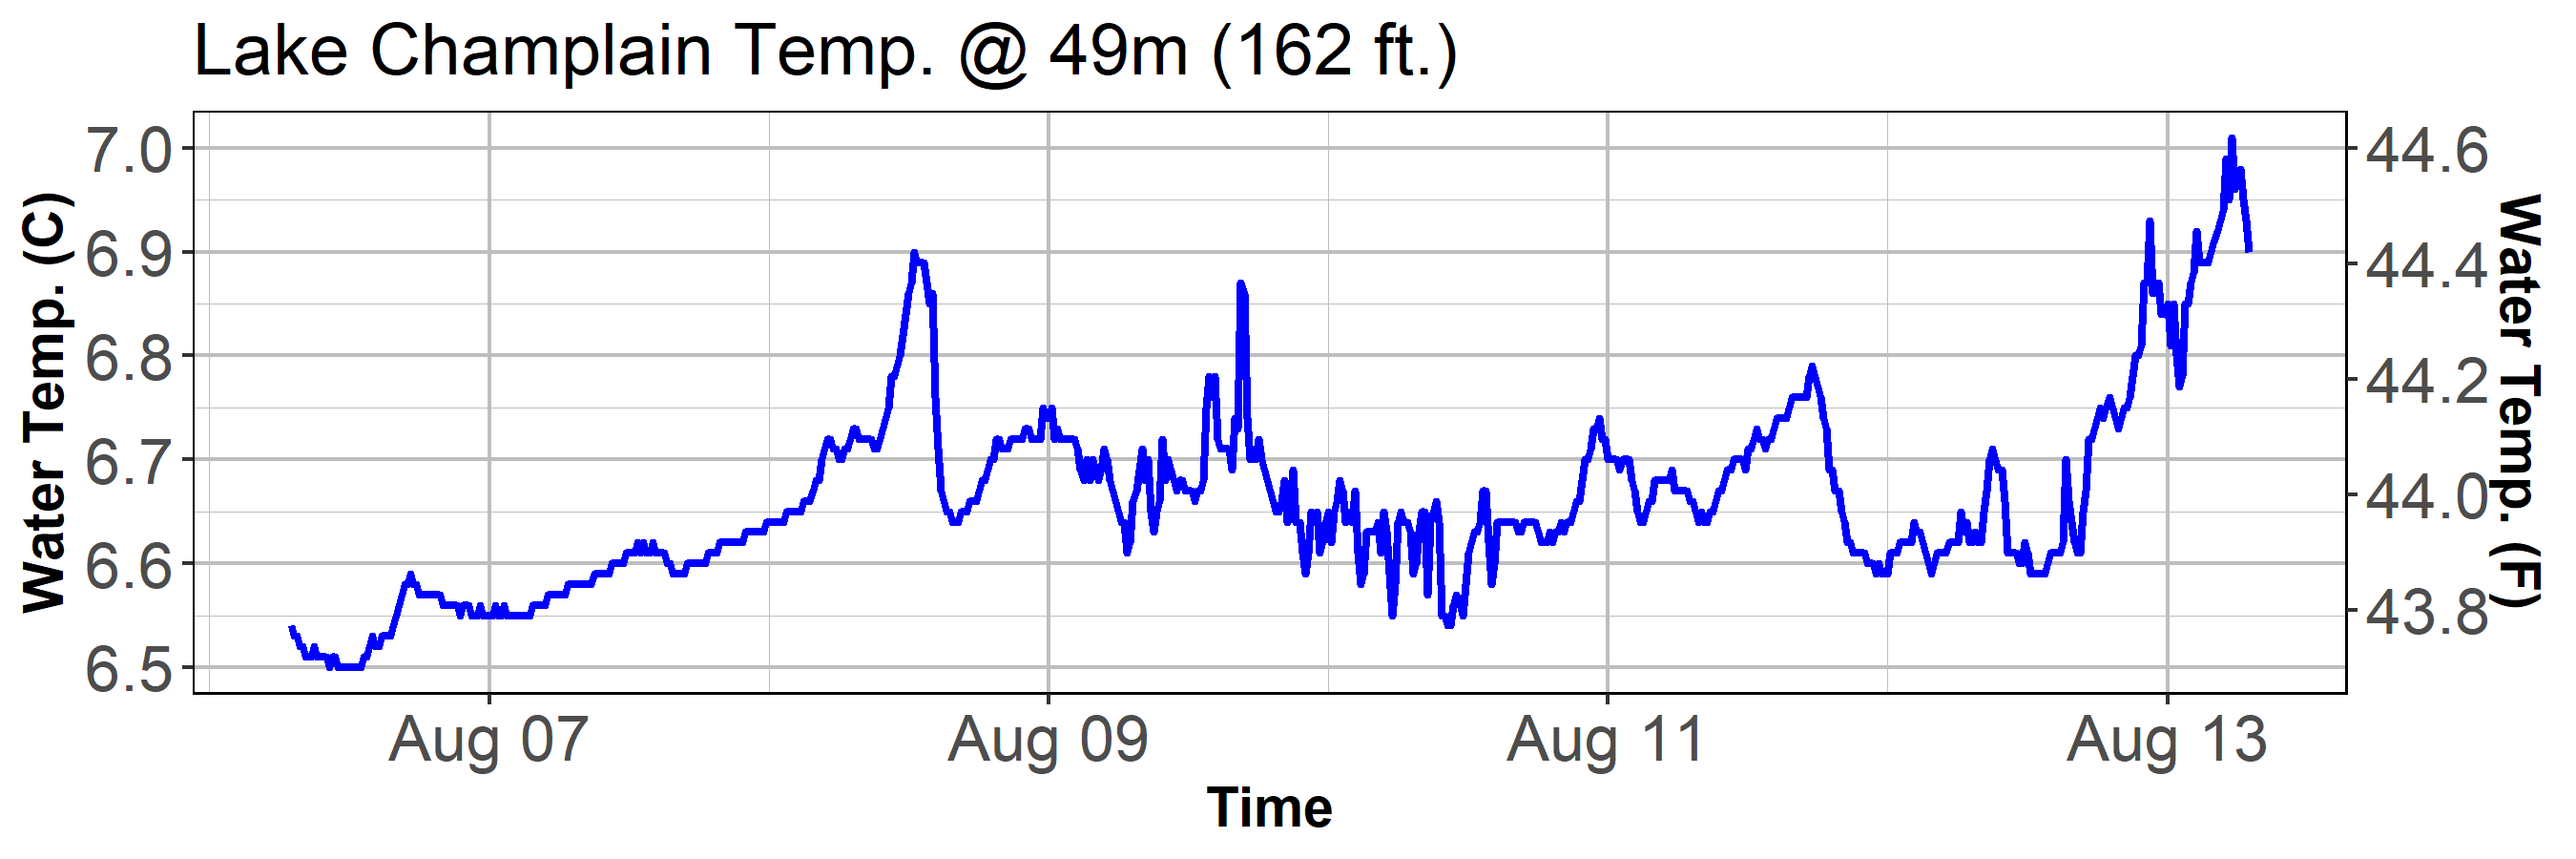 Lake Champlain Temp. @ 49m (162 ft.)
Water Temp. (C)
7.0
6.9
6.8
6.7
6.6
6.5
44.6
44.4
44.2
44.0
43.8
Water Temp. (F)
Aug 07 Aug 09 Aug 11 Aug 13
Time